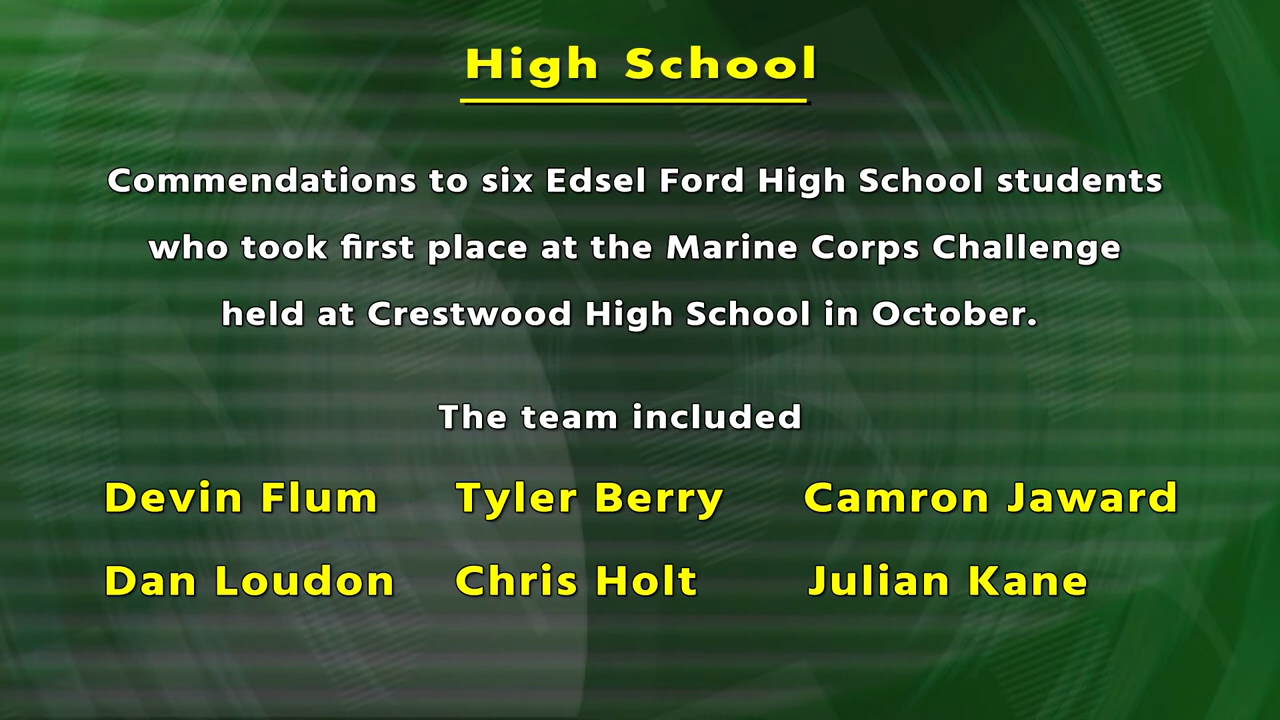 High School
Commendations to six Edsel Ford High School students
who took first place at the Marine Corps Challenge
held at Crestwood High School in October.
The team included
Devin Flum Tyler Berry Camron Jaward
Dan Loudon Chris Holt Julian Kane